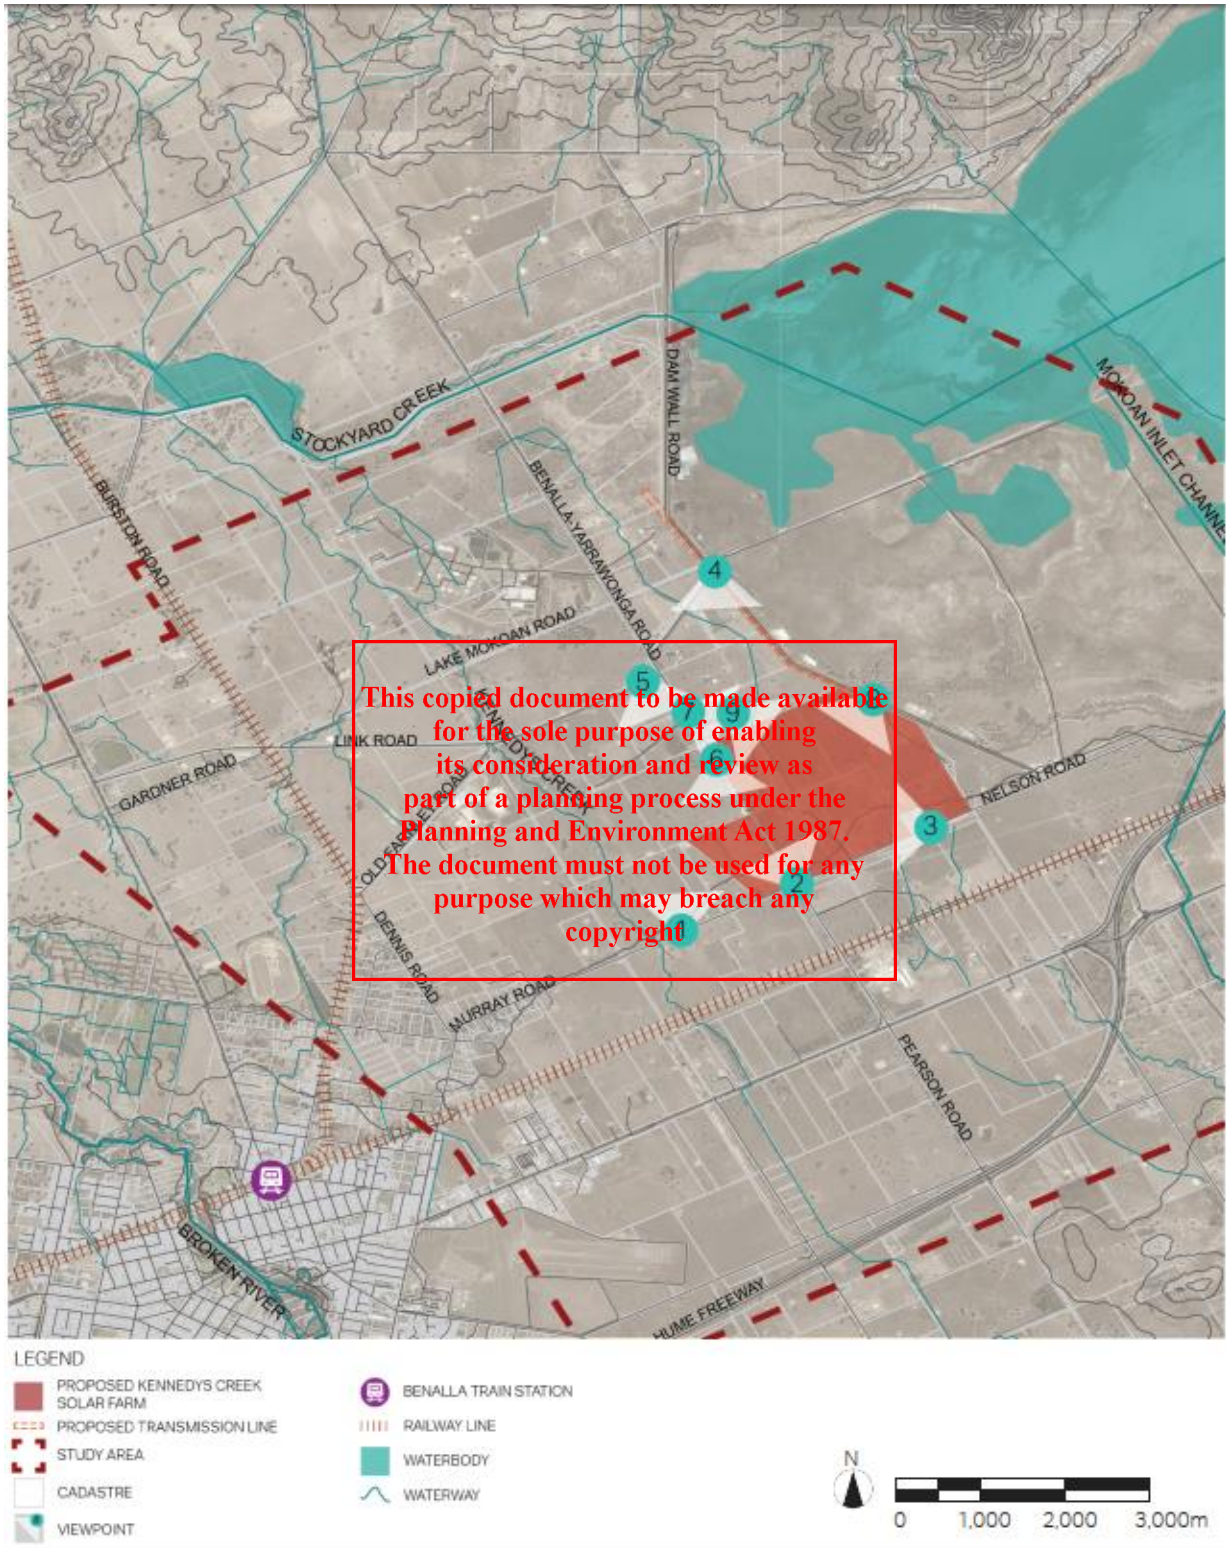 STOCKYARD CREEK
DAM WALL ROAD
MOKOAN INLET CHANNEL
BURSTON ROAD
BENALLA-YARRAWONGA ROAD
4
LAKE MOKOAN ROAD
5
7
9
6
KENNEDYS CREEK
LINK ROAD
GARDNER ROAD
NELSON ROAD
3
2
1
DENNIS ROAD
MURRAY ROAD
PEARSON ROAD
BROKEN RIVER
HUME FREEWAY
This copied document to be made available
for the sole purpose of enabling
its consideration and review as
part of a planning process under the
Planning and Environment Act 1987.
The document must not be used for any
purpose which may breach any
copyright
LEGEND
PROPOSED KENNEDYS CREEK
SOLAR FARM
PROPOSED TRANSMISSION LINE
STUDY AREA
CADASTRE
VIEWPOINT
BENALLA TRAIN STATION
RAILWAY LINE
WATERBODY
WATERWAY
N
0 1,000 2,000 3,000m